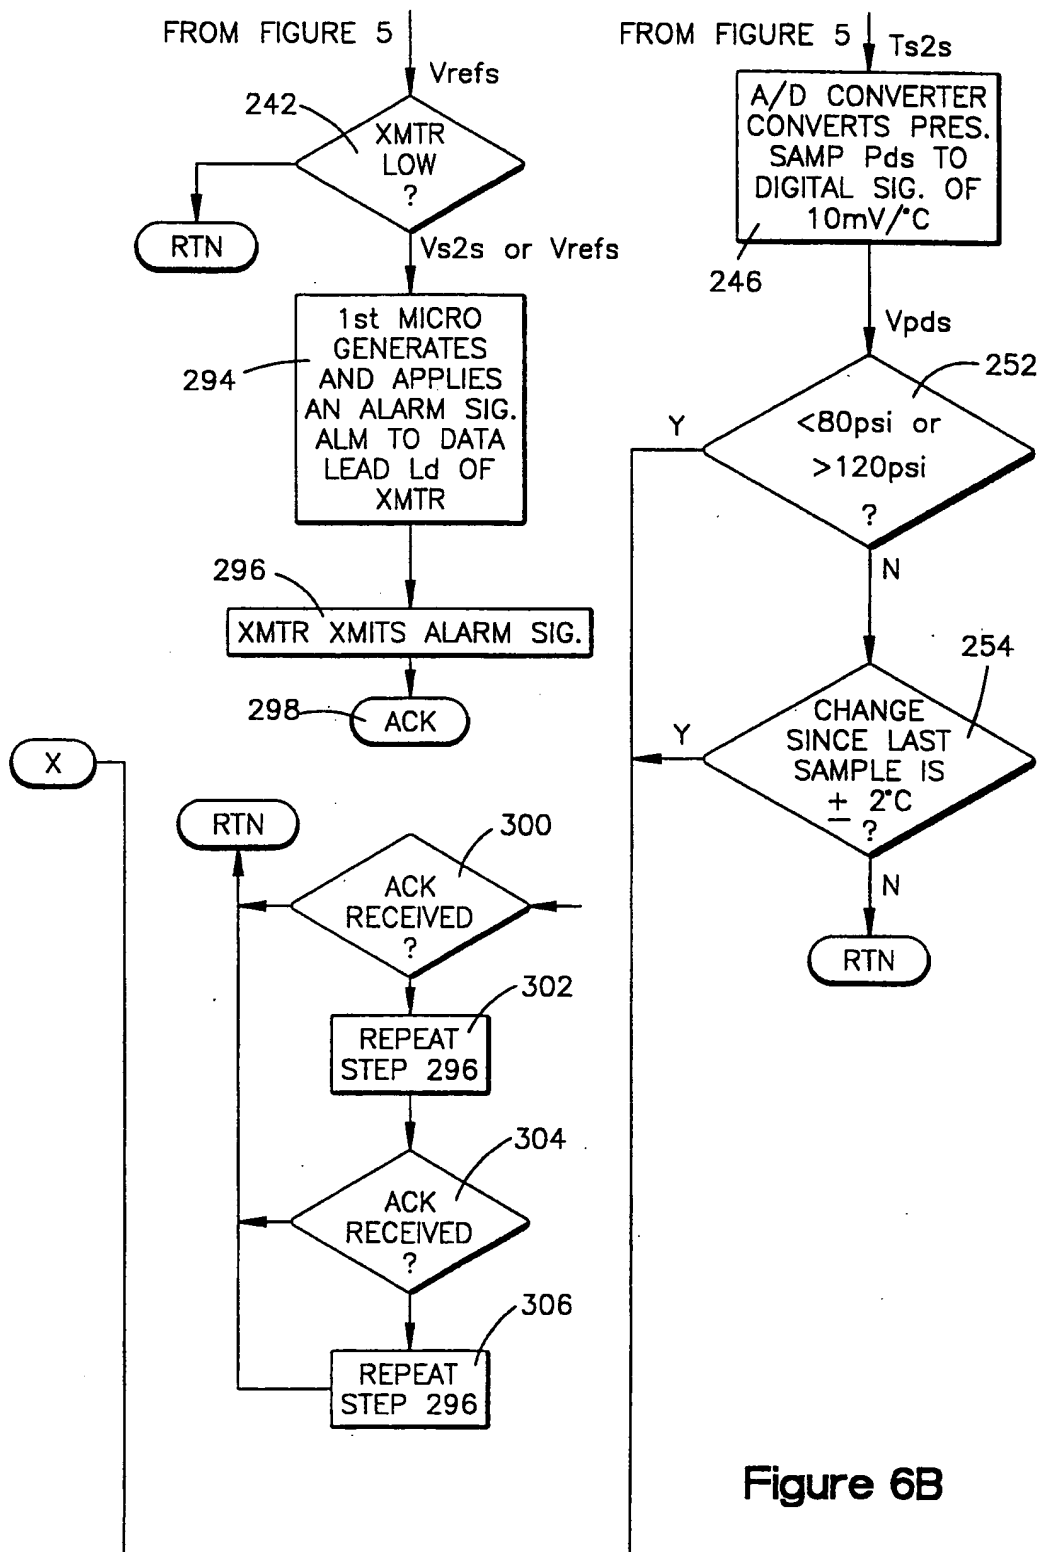 FROM FIGURE 5
Vrefs
242
XMTR
LOW
?
RTN
Vs2s or Vrefs
294
1st MICRO
GENERATES
AND APPLIES
AN ALARM SIG.
ALM TO DATA
LEAD Ld OF
XMTR
296
XMTR XMITS ALARM SIG.
298
ACK
X
RTN
300
ACK
RECEIVED
?
302
REPEAT
STEP 296
304
ACK
RECEIVED
?
306
REPEAT
STEP 296
FROM FIGURE 5
Ts2s
A/D CONVERTER
CONVERTS PRES.
SAMP Pds TO
DIGITAL SIG. OF
10mV/°C
246
Vpds
252
<80psi or
>120psi
?
Y
N
254
CHANGE
SINCE LAST
SAMPLE IS
± 2°C
?
Y
N
RTN
Figure 6B